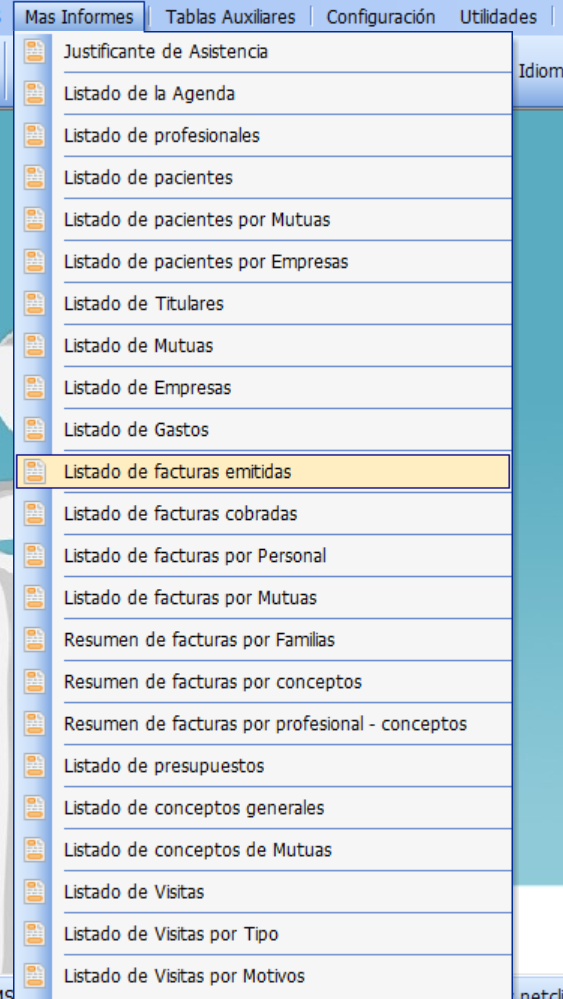 Mas Informes Tablas Auxiliares Configuración Utilidades
Justificante de Asistencia
Listado de la Agenda
Listado de profesionales
Listado de pacientes
Listado de pacientes por Mutuas
Listado de pacientes por Empresas
Listado de Titulares
Listado de Mutuas
Listado de Empresas
Listado de Gastos
Listado de facturas emitidas
Listado de facturas cobradas
Listado de facturas por Personal
Listado de facturas por Mutuas
Resumen de facturas por Familias
Resumen de facturas por conceptos
Resumen de facturas por profesional - conceptos
Listado de presupuestos
Listado de conceptos generales
Listado de conceptos de Mutuas
Listado de Visitas
Listado de Visitas por Tipo
Listado de Visitas por Motivos
Idiom